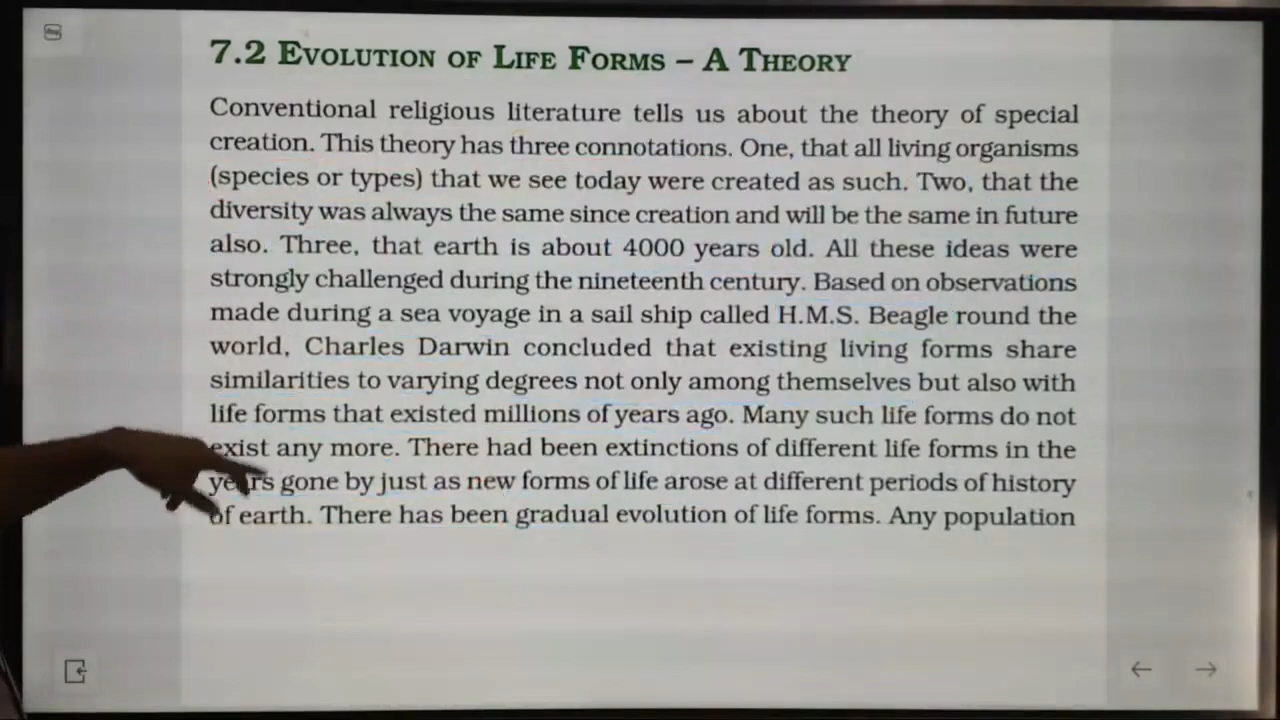 7.2 Evolution of Life Forms – A Theory
Conventional religious literature tells us about the theory of special
creation. This theory has three connotations. One, that all living organisms
(species or types) that we see today were created as such. Two, that the
diversity was always the same since creation and will be the same in future
also. Three, that earth is about 4000 years old. All these ideas were
strongly challenged during the nineteenth century. Based on observations
made during a sea voyage in a sail ship called H.M.S. Beagle round the
world, Charles Darwin concluded that existing living forms share
similarities to varying degrees not only among themselves but also with
life forms that existed millions of years ago. Many such life forms do not
exist any more. There had been extinctions of different life forms in the
years gone by just as new forms of life arose at different periods of history
of earth. There has been gradual evolution of life forms. Any population